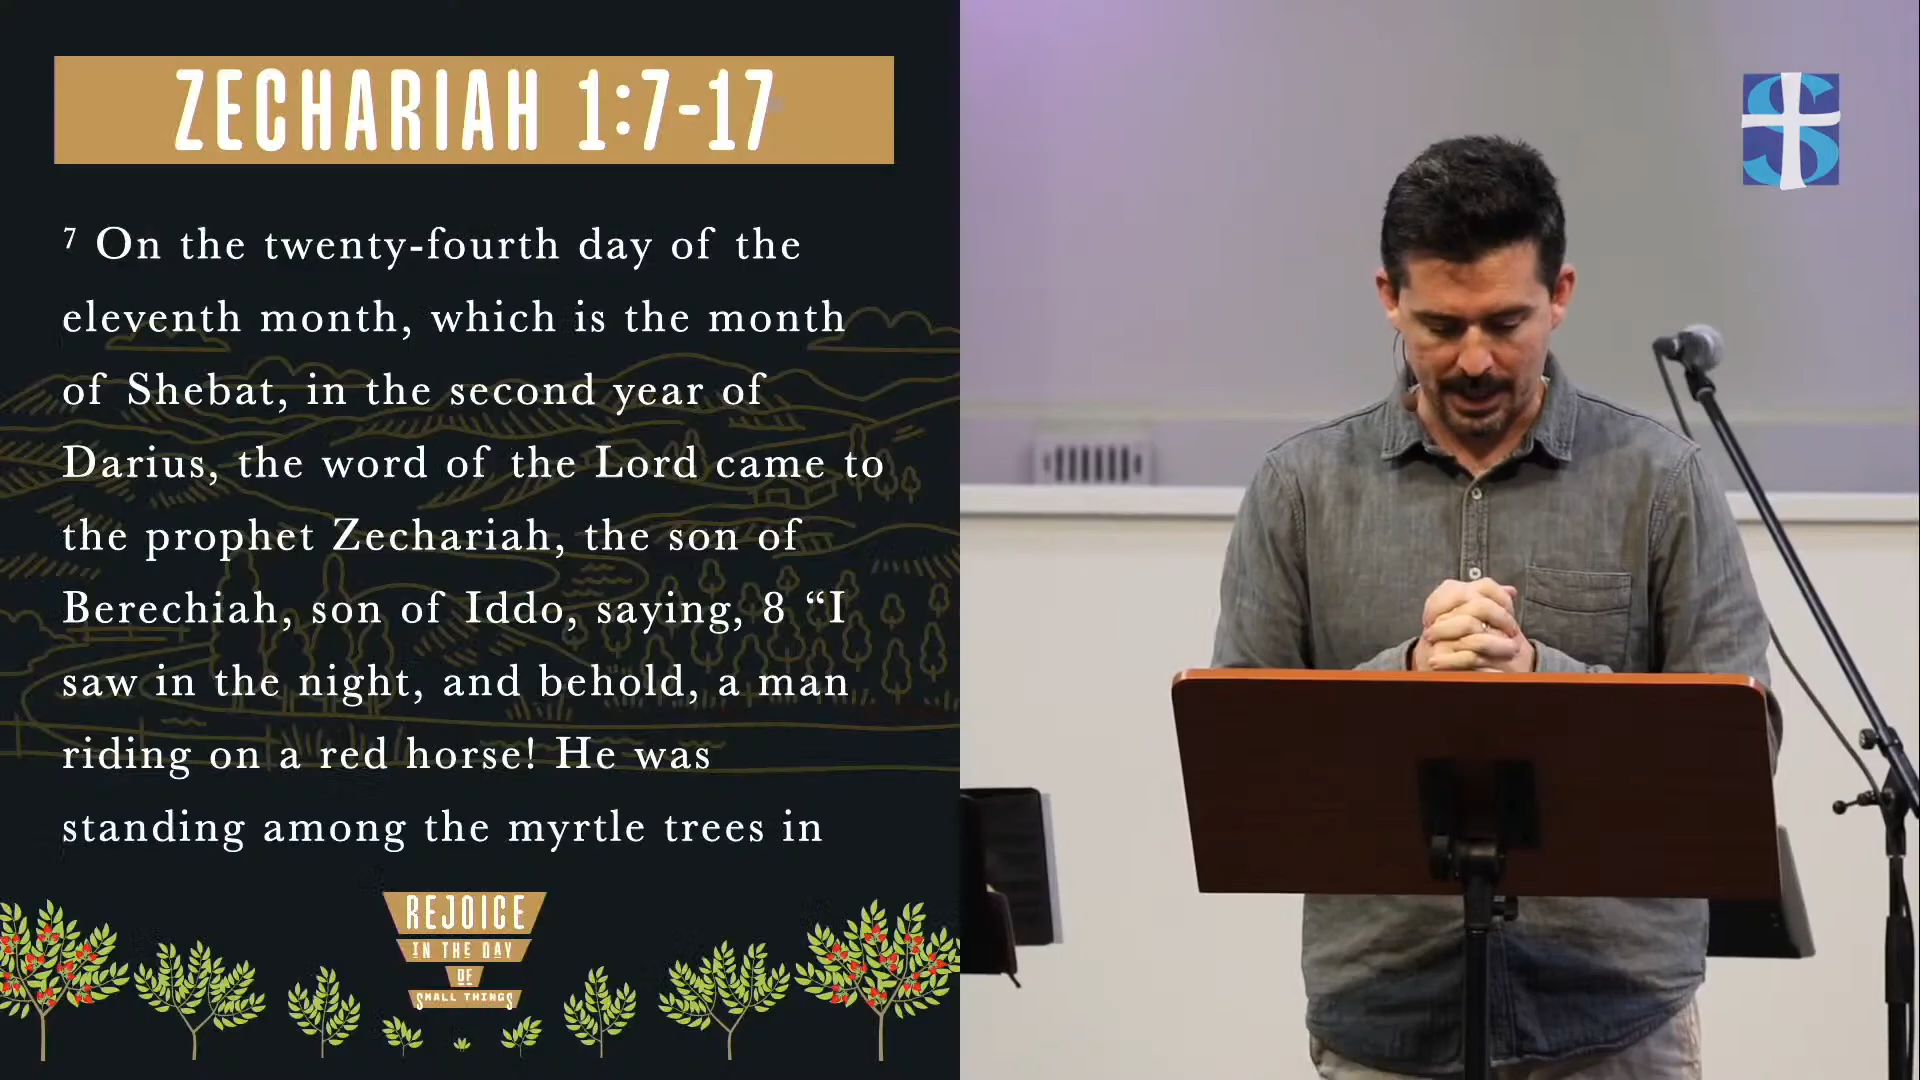 ZECHARIAH 1:7-17
⁷ On the twenty-fourth day of the
eleventh month, which is the month
of Shebat, in the second year of
Darius, the word of the Lord came to
the prophet Zechariah, the son of
Berechiah, son of Iddo, saying, 8 “I
saw in the night, and behold, a man
riding on a red horse! He was
standing among the myrtle trees in
REJOICE
IN THE DAY
OF
SMALL THINGS
S